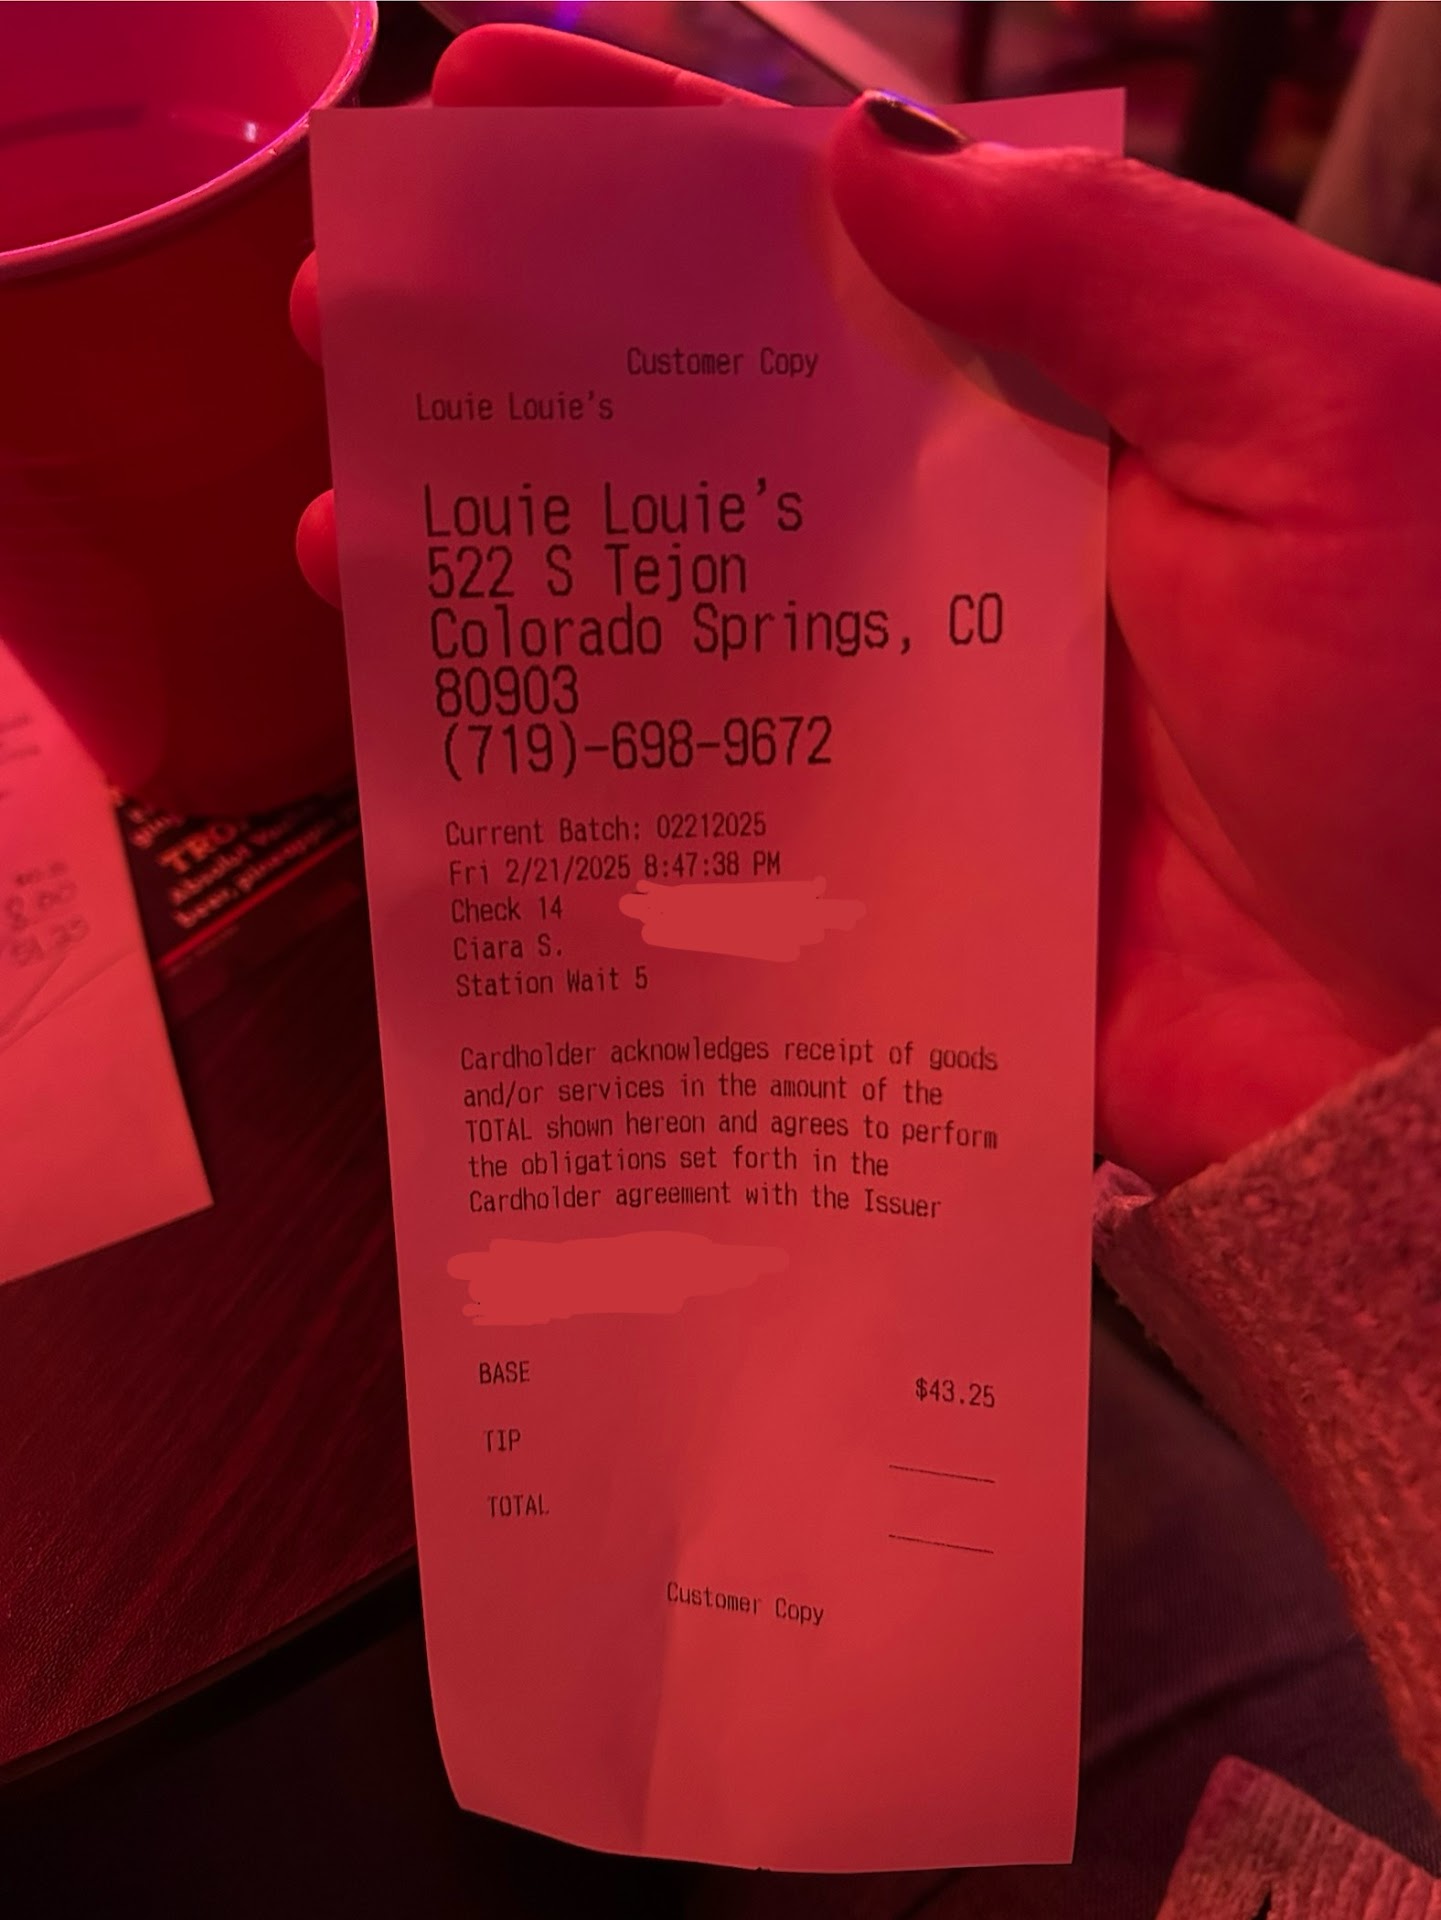 Customer Copy
Louie Louie's
Louie Louie's
522 S Tejon
Colorado Springs, CO
80903
(719)-698-9672
Current Batch: 02212025
Fri 2/21/2025 8:47:38 PM
Check 14
Ciara S.
Station Wait 5
Cardholder acknowledges receipt of goods
and/or services in the amount of the
TOTAL shown hereon and agrees to perform
the obligations set forth in the
Cardholder agreement with the Issuer
BASE $43.25
TIP
TOTAL
Customer Copy
Absolut
beer, pineapple